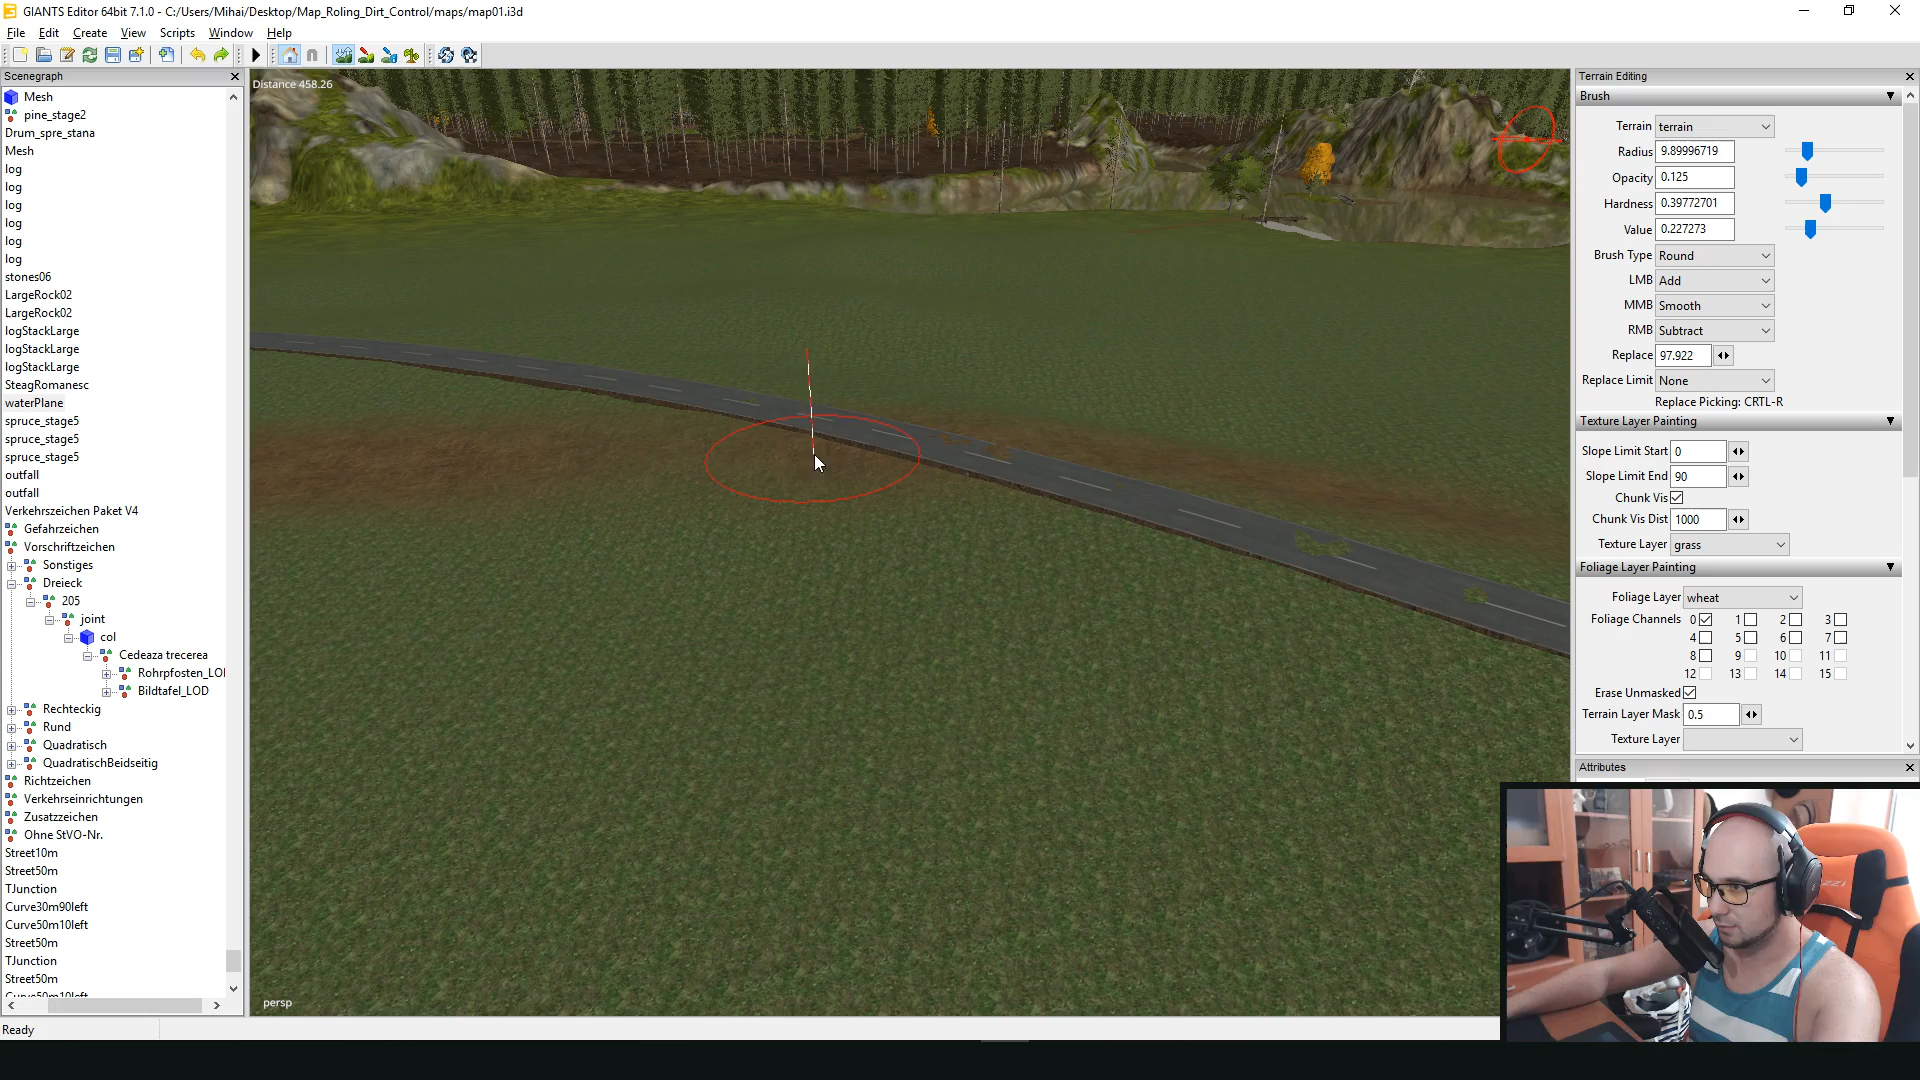 GIANTS Editor 64bit 7.1.0 - C:/Users/Mihai/Desktop/Map_Roling_Dirt_Control/maps/map01.i3d
File Edit Create View Scripts Window Help
Scenegraph
Mesh
pine_stage2
Drum_spre_stana
Mesh
log
log
log
log
log
log
stones06
LargeRock02
LargeRock02
logStackLarge
logStackLarge
logStackLarge
SteagRomanesc
waterPlane
spruce_stage5
spruce_stage5
spruce_stage5
outfall
outfall
Verkehrszeichen Paket V4
Gefahrzeichen
Vorschriftzeichen
Sonstiges
Dreieck
205
joint
col
Cedeaza trecerea
Rohrpfosten_LO
Bildtafel_LOD
Rechteckig
Rund
Quadratisch
QuadratischBeidseitig
Richtzeichen
Verkehrseinrichtungen
Zusatzzeichen
Ohne StVO-Nr.
Street10m
Street50m
TJunction
Curve30m90left
Curve50m10left
Street50m
TJunction
Street50m
Curve50m10left
Ready
Distance 458.26
persp
Terrain Editing
Brush
Terrain terrain
Radius 9.89996719
Opacity 0.125
Hardness 0.39772701
Value 0.227273
Brush Type Round
LMB Add
MMB Smooth
RMB Subtract
Replace 97.922
Replace Limit None
Replace Picking: CRTL-R
Texture Layer Painting
Slope Limit Start 0
Slope Limit End 90
Chunk Vis
Chunk Vis Dist 1000
Texture Layer grass
Foliage Layer Painting
Foliage Layer wheat
Foliage Channels 0 1 2 3
4 5 6 7
8 9 10 11
12 13 14 15
Erase Unmasked
Terrain Layer Mask 0.5
Texture Layer
Attributes